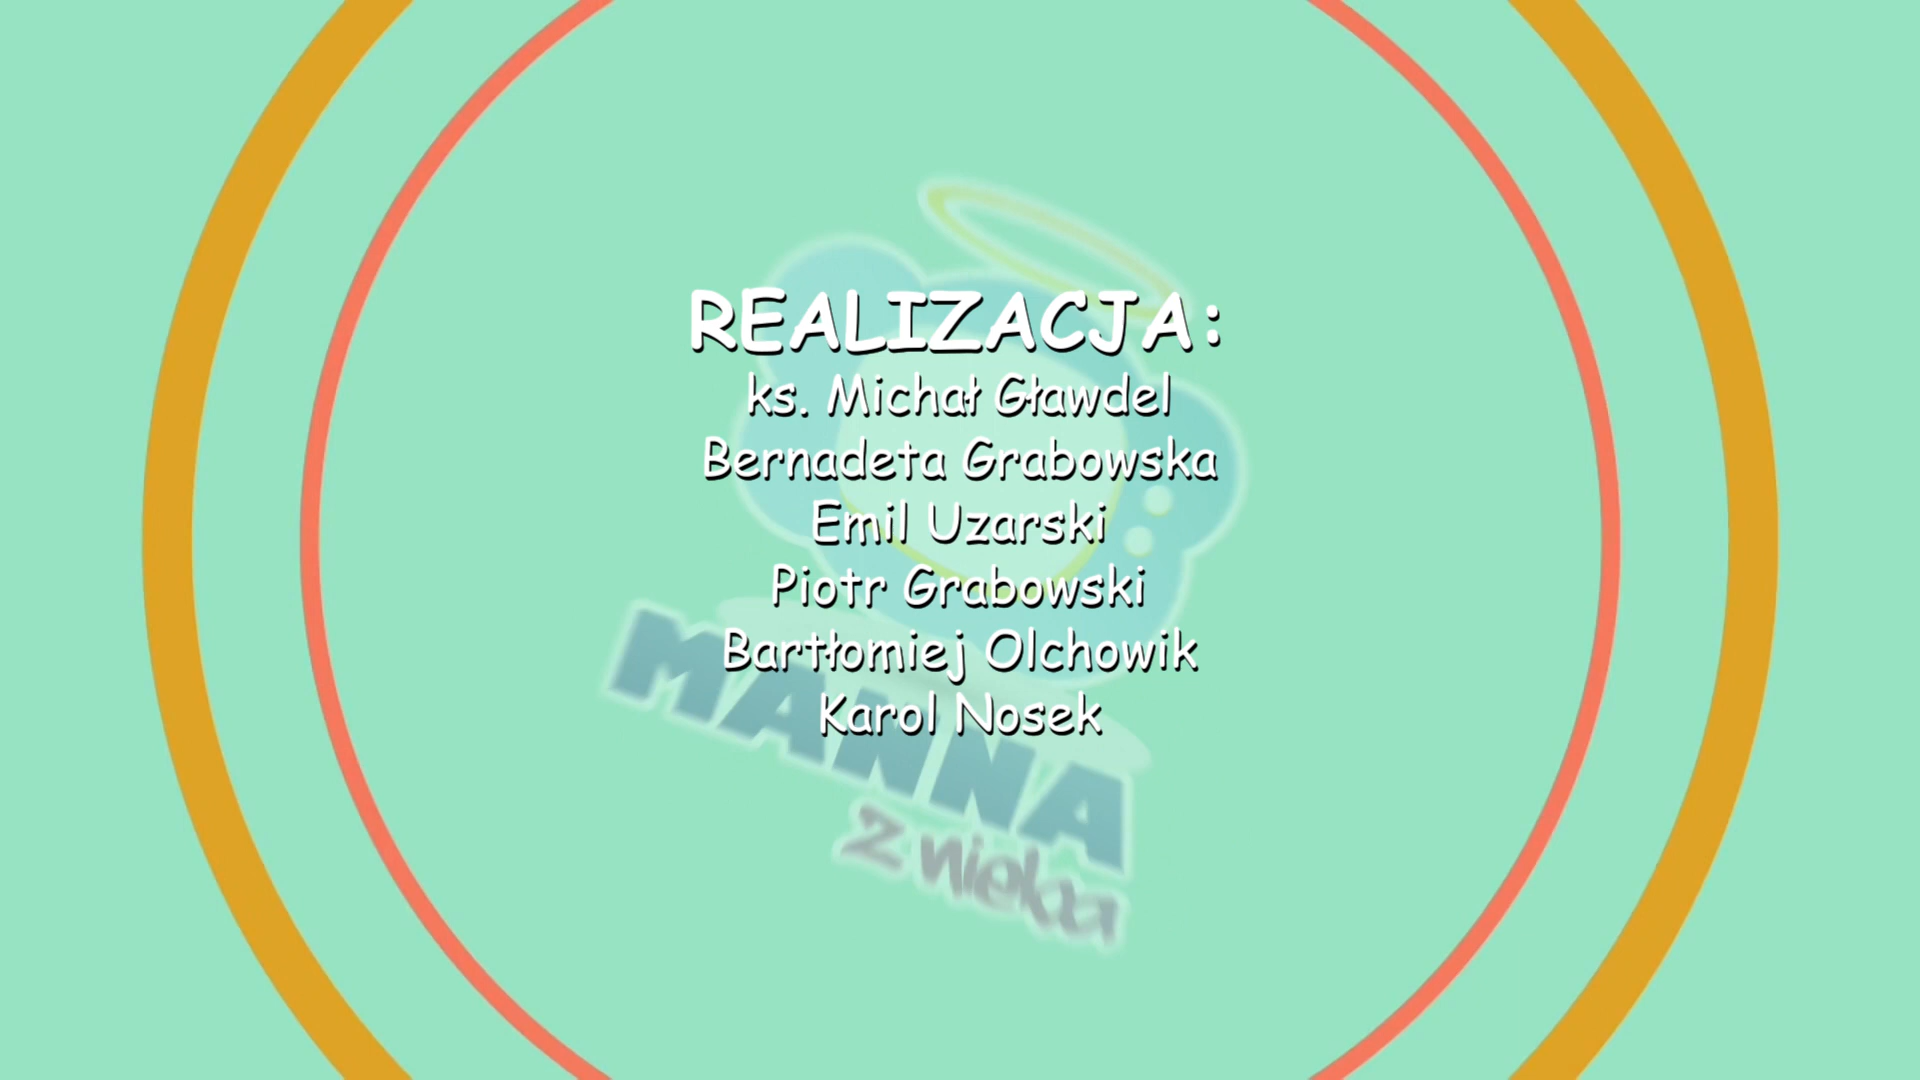 REALIZACJA:
ks. Michał Gławdel
Bernadeta Grabowska
Emil Uzarski
Piotr Grabowski
Bartłomiej Olchowik
Karol Nosek
MANNA
z nieba